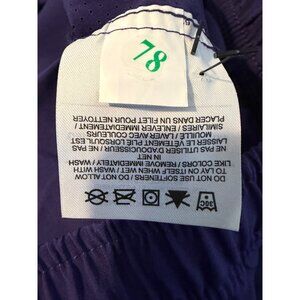 30C
DO NOT USE SOFTENERS / DO NOT ALLOW
TO LAY ON ITSELF WHEN WET / WASH WITH
LIKE COLORS / REMOVE IMMEDIATELY / WASH
IN NET
NE PAS UTILISER D'ADOUCISSEUR / NE PAS
LAISSER LE VÊTEMENT PLIÉ LORSQU'IL EST
MOUILLÉ / LAVER AVEC COULEURS
SIMILAIRES / ENLEVER IMMÉDIATEMENT /
PLACER DANS UN FILET POUR NETTOYER
78